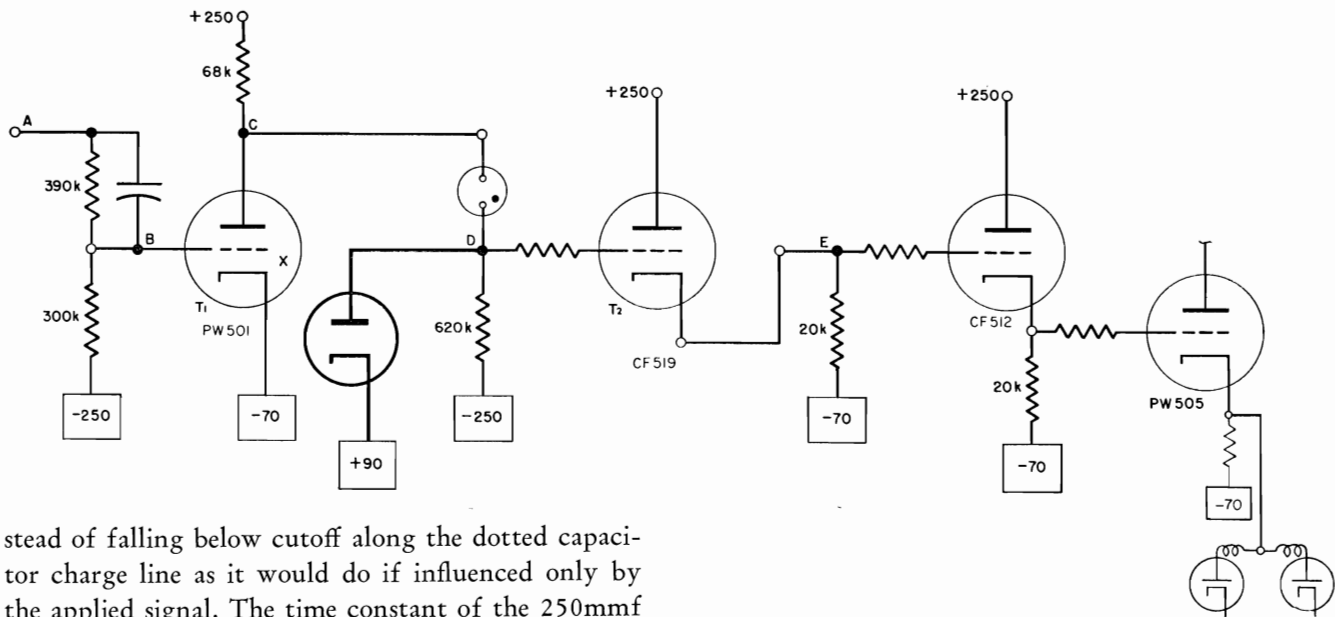 +250
68k
C
A
390k
B
X
T1
PW501
300k
-250
-70
D
620k
+90
-250
+250
T2
CF519
E
20k
-70
+250
CF512
20k
-70
PW505
-70
stead of falling below cutoff along the dotted capaci-
tor charge line as it would do if influenced only by
the applied signal. The time constant of the 250mmf